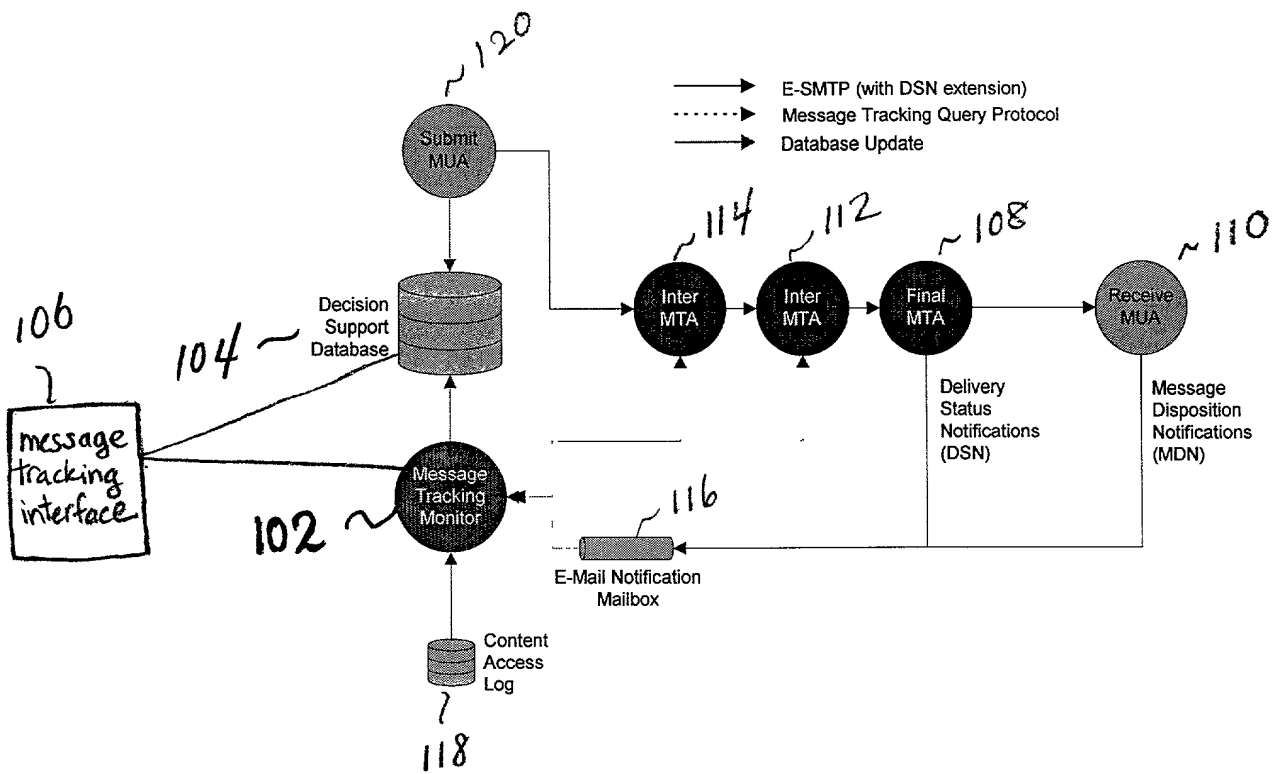 120
E-SMTP (with DSN extension)
Message Tracking Query Protocol
Database Update
Submit
MUA
114
112
108
110
Inter
MTA
Inter
MTA
Final
MTA
Receive
MUA
Decision
Support
Database
104
106
message
tracking
interface
Delivery
Status
Notifications
(DSN)
Message
Disposition
Notifications
(MDN)
Message
Tracking
Monitor
102
116
E-Mail Notification
Mailbox
Content
Access
Log
118